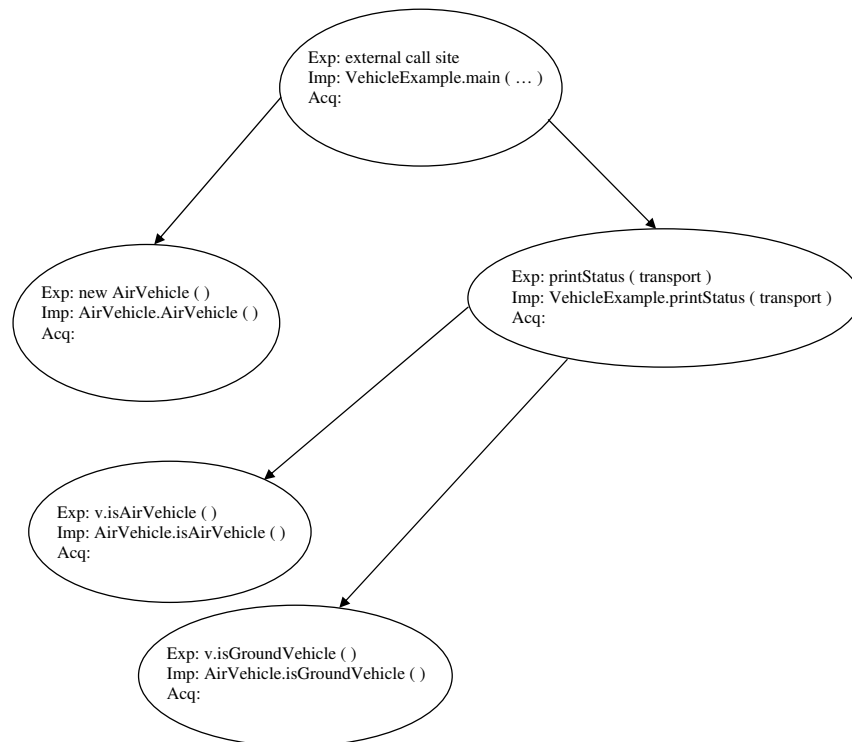 Exp: external call site
Imp: VehicleExample.main ( … )
Acq:
Exp: new AirVehicle ( )
Imp: AirVehicle.AirVehicle ( )
Acq:
Exp: printStatus ( transport )
Imp: VehicleExample.printStatus ( transport )
Acq:
Exp: v.isAirVehicle ( )
Imp: AirVehicle.isAirVehicle ( )
Acq:
Exp: v.isGroundVehicle ( )
Imp: AirVehicle.isGroundVehicle ( )
Acq: